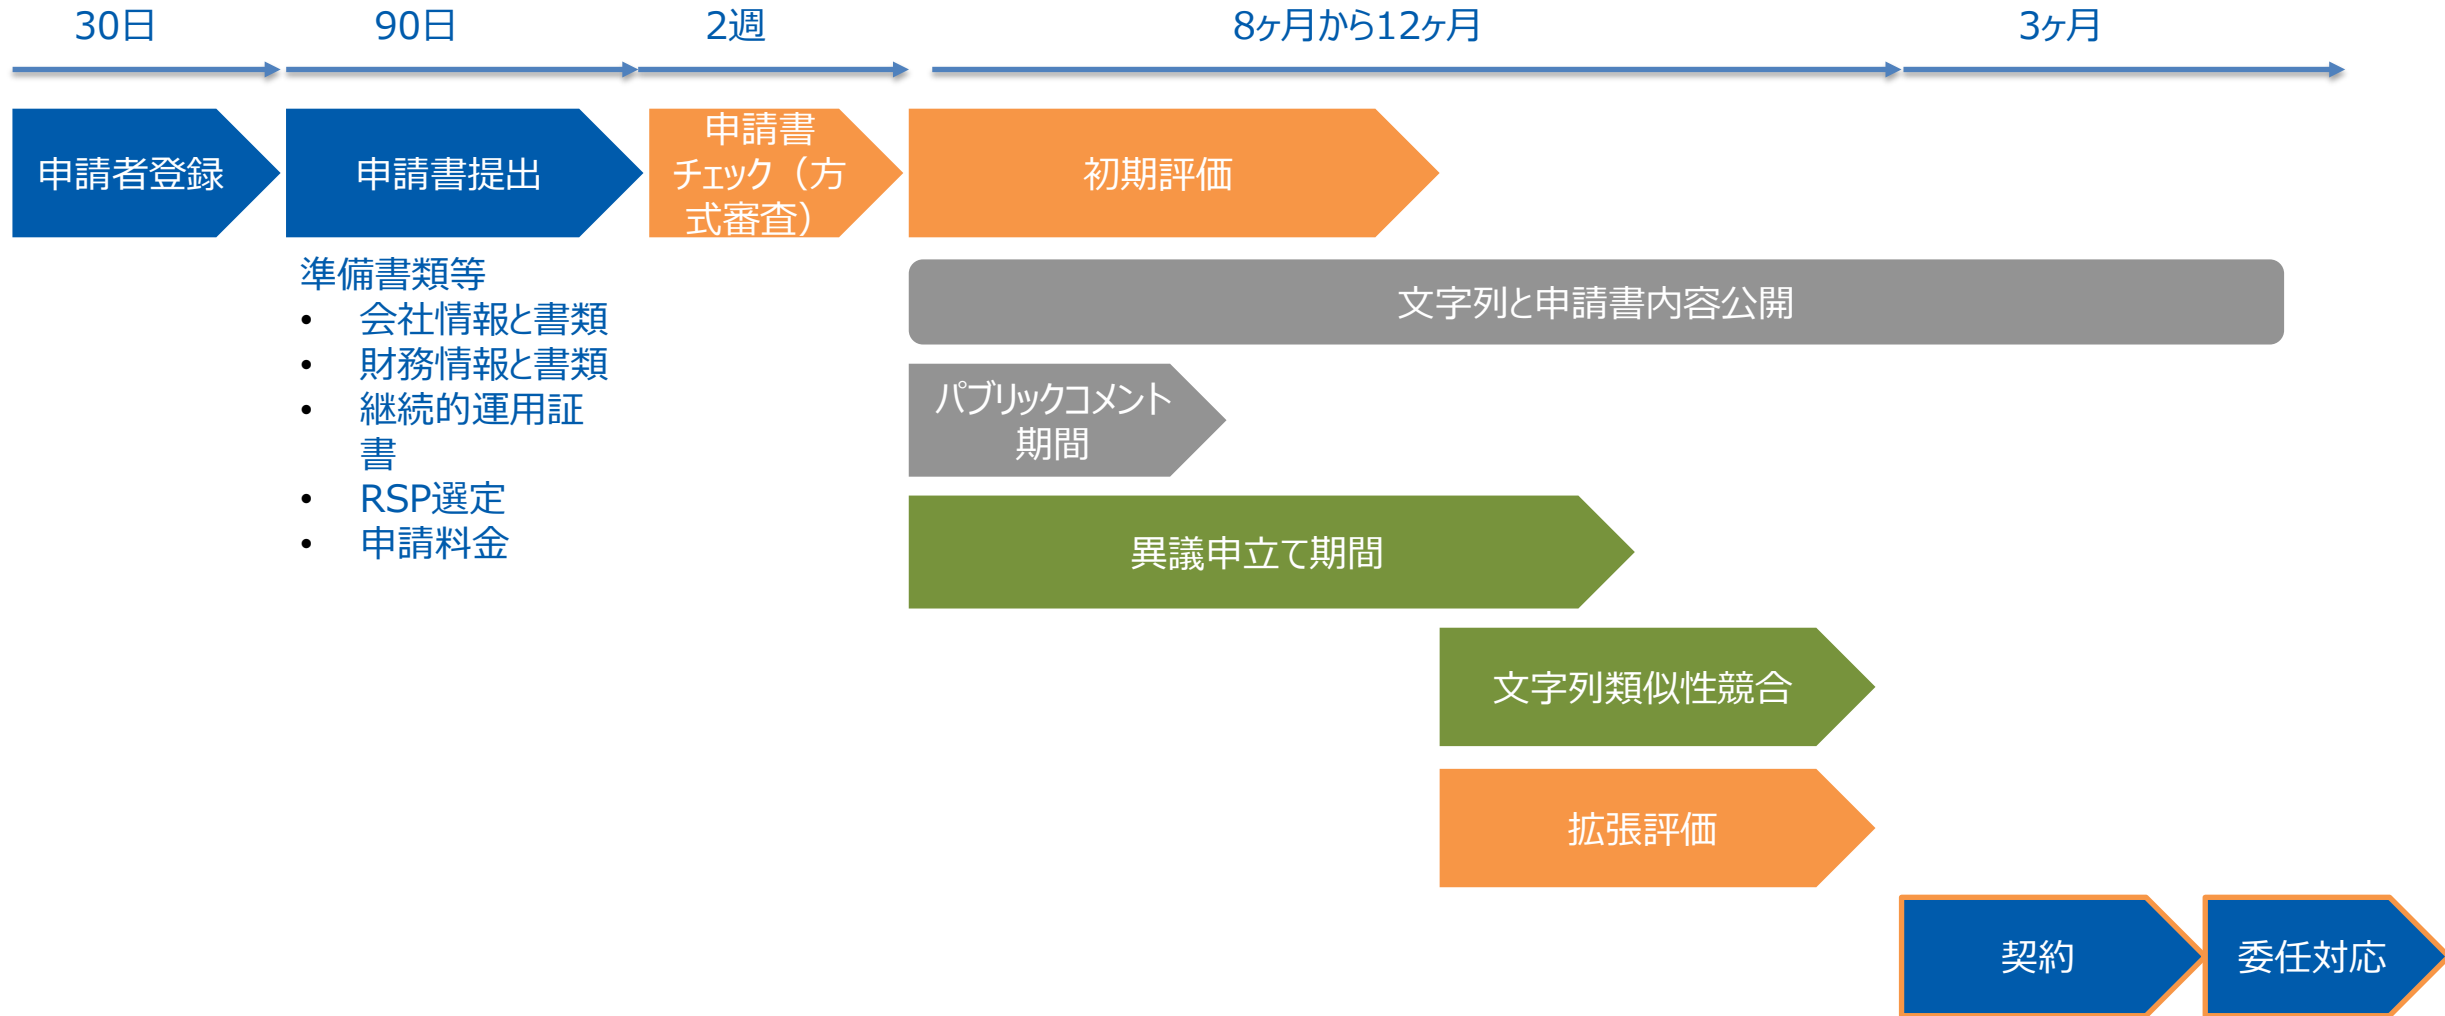 30日
90日
2週
8ヶ月から12ヶ月
3ヶ月
申請者登録
申請書提出
申請書
チェック（方
式審査）
初期評価
準備書類等
• 会社情報と書類
• 財務情報と書類
• 継続的運用証
書
• RSP選定
• 申請料金
文字列と申請書内容公開
パブリックコメント
期間
異議申立て期間
文字列類似性競合
拡張評価
契約
委任対応